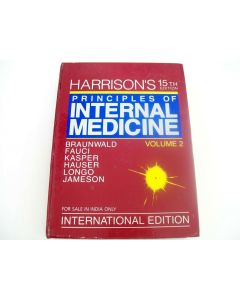 HARRISON'S 15TH
EDITION
PRINCIPLES OF
INTERNAL
MEDICINE
BRAUNWALD VOLUME 2
FAUCI
KASPER
HAUSER
LONGO
JAMESON
FOR SALE IN INDIA ONLY
INTERNATIONAL EDITION